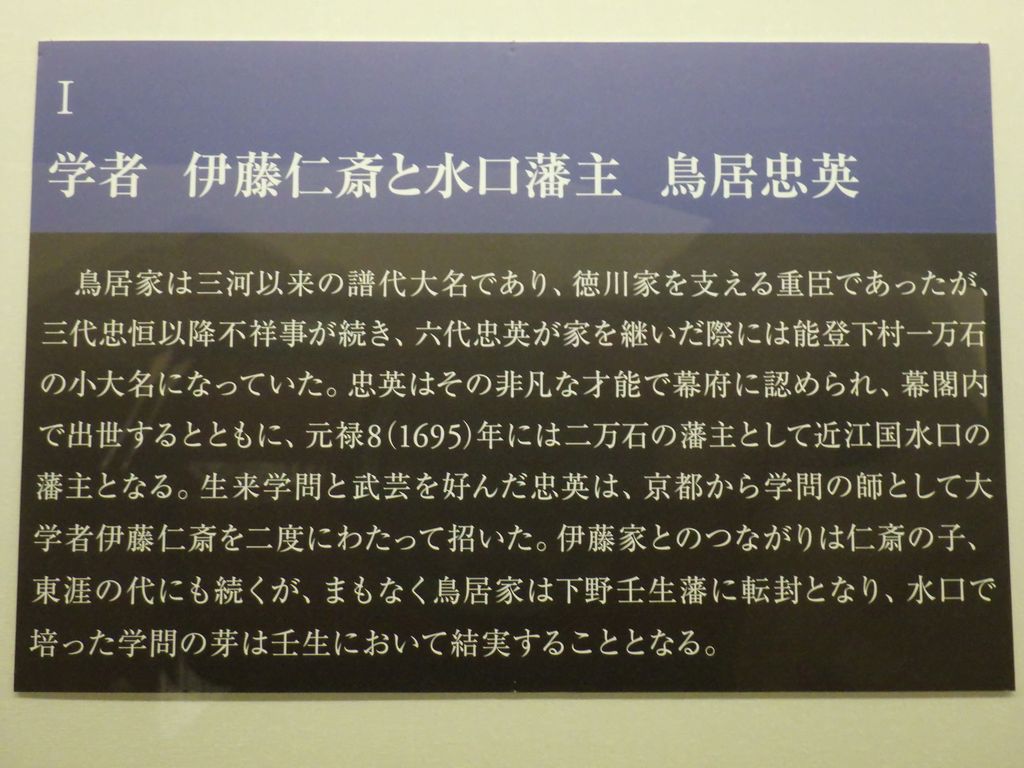 I
学者 伊藤仁斎と水口藩主 鳥居忠英
鳥居家は三河以来の譜代大名であり、徳川家を支える重臣であったが、
三代忠恒以降不祥事が続き、六代忠英が家を継いだ際には能登下村一万石
の小大名になっていた。忠英はその非凡な才能で幕府に認められ、幕閣内
で出世するとともに、元禄8(1695)年には二万石の藩主として近江国水口の
藩主となる。生来学問と武芸を好んだ忠英は、京都から学問の師として大
学者伊藤仁斎を二度にわたって招いた。伊藤家とのつながりは仁斎の子、
東涯の代にも続くが、まもなく鳥居家は下野壬生藩に転封となり、水口で
培った学問の芽は壬生において結実することとなる。